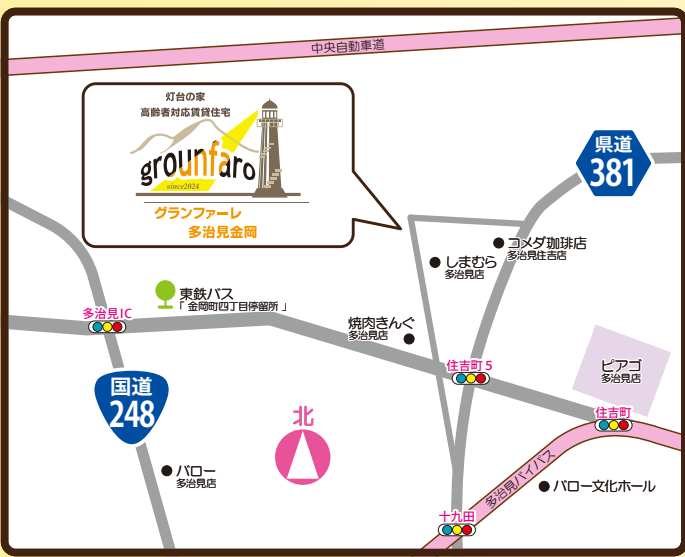 中央自動車道
灯台の家
高齢者対応賃貸住宅
grounfaro
since2024
グランファーレ
多治見金岡
県道
381
コメダ珈琲店
多治見住吉店
しまむら
多治見店
東鉄バス
「 金岡町四丁目停留所 」
多治見IC
焼肉きんぐ
多治見店
住吉町5
ピアゴ
多治見店
国道
248
北
住吉町
バロー
多治見店
多治見バイパス
バロー文化ホール
十九田